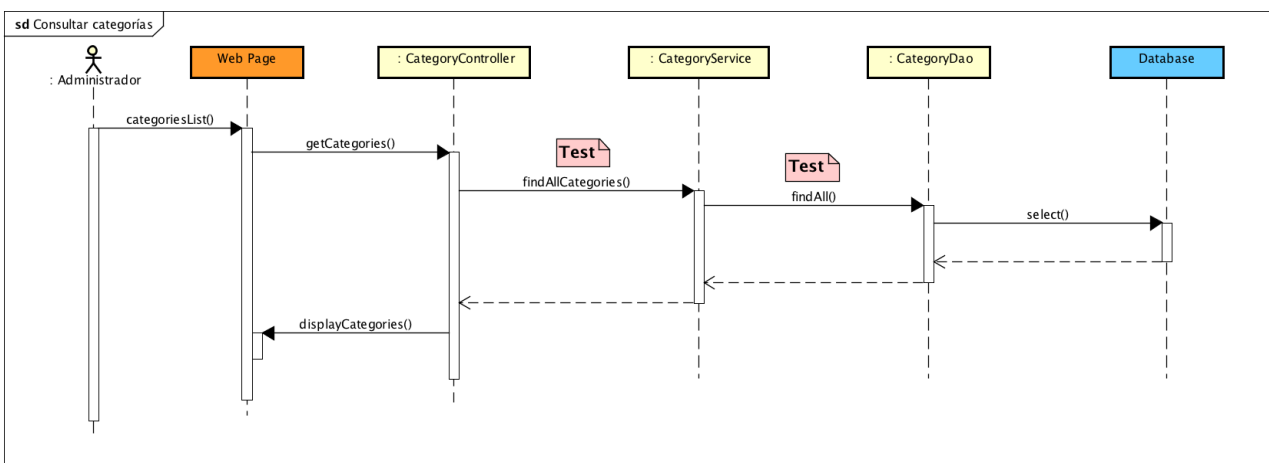 sd Consultar categorías
Web Page
: CategoryController
: CategoryService
: CategoryDao
Database
: Administrador
categoriesList()
getCategories()
Test
findAllCategories()
Test
findAll()
select()
displayCategories()